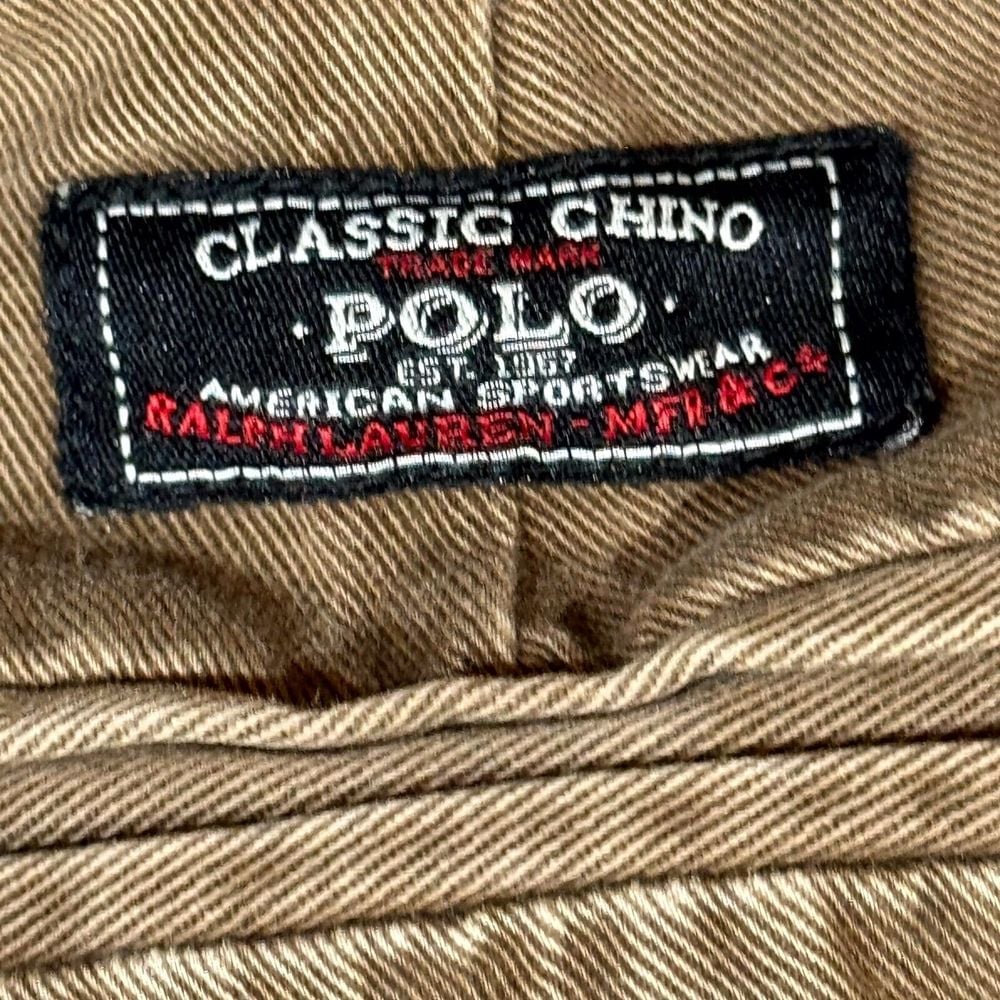 CLASSIC CHINO
TRADE MARK
· POLO ·
EST. 1967
AMERICAN SPORTSWEAR
RALPH LAUREN - MFR & Co